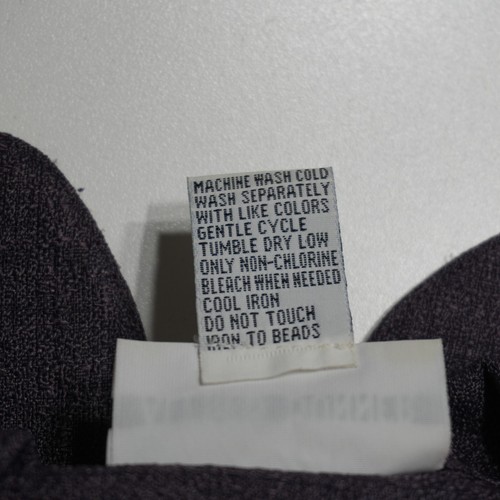 MACHINE WASH COLD
WASH SEPARATELY
WITH LIKE COLORS
GENTLE CYCLE
TUMBLE DRY LOW
ONLY NON-CHLORINE
BLEACH WHEN NEEDED
COOL IRON
DO NOT TOUCH
IRON TO BEADS